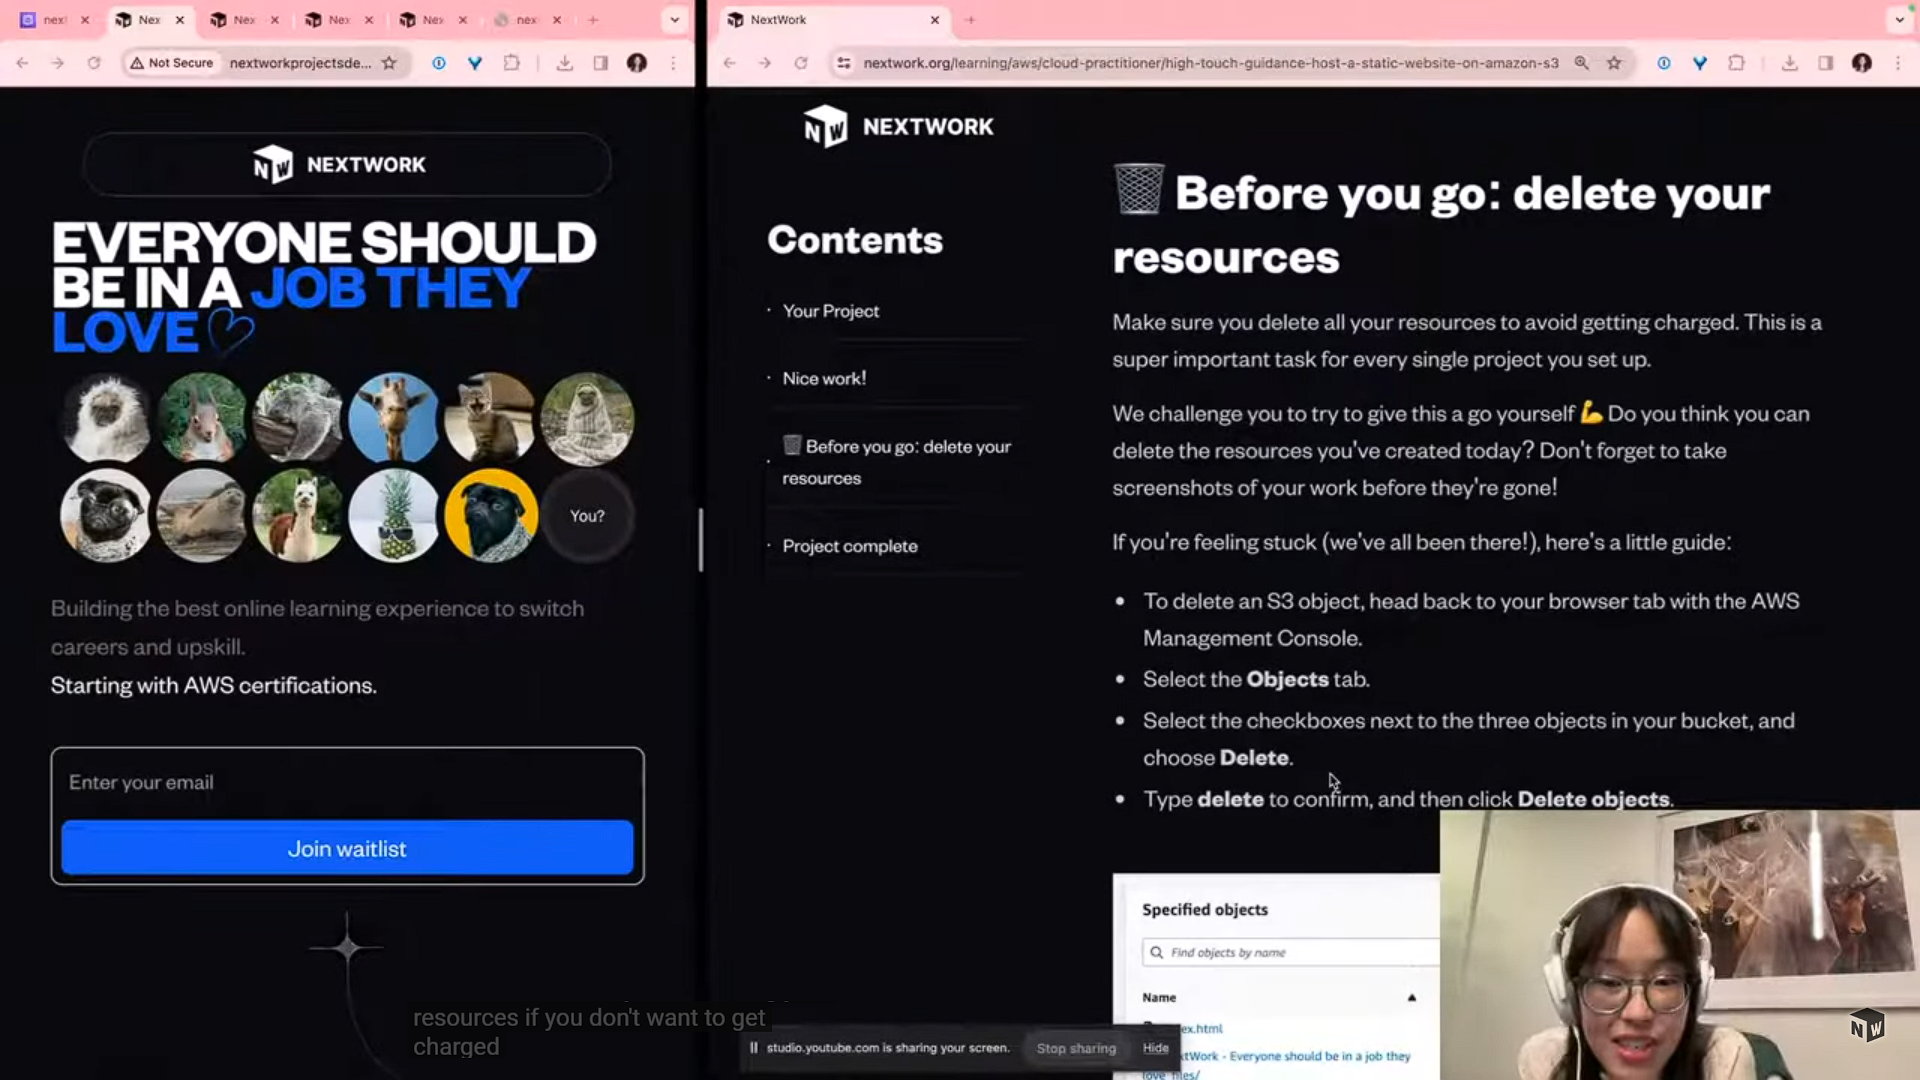 nex
Nex
Nex
Nex
Nex
nex
NextWork
Not Secure
nextworkprojectsde...
nextwork.org/learning/aws/cloud-practitioner/high-touch-guidance-host-a-static-website-on-amazon-s3
NW NEXTWORK
EVERYONE SHOULD
BE IN A JOB THEY
LOVE
You?
Building the best online learning experience to switch
careers and upskill.
Starting with AWS certifications.
Enter your email
Join waitlist
resources if you don't want to get
charged
NW NEXTWORK
Contents
· Your Project
· Nice work!
· 🗑️ Before you go: delete your
resources
· Project complete
🗑️ Before you go: delete your
resources
Make sure you delete all your resources to avoid getting charged. This is a
super important task for every single project you set up.
We challenge you to try to give this a go yourself 💪 Do you think you can
delete the resources you've created today? Don't forget to take
screenshots of your work before they're gone!
If you're feeling stuck (we've all been there!), here's a little guide:
• To delete an S3 object, head back to your browser tab with the AWS
Management Console.
• Select the Objects tab.
• Select the checkboxes next to the three objects in your bucket, and
choose Delete.
• Type delete to confirm, and then click Delete objects.
Specified objects
Find objects by name
Name
ex.html
tWork - Everyone should be in a job they
love_files/
studio.youtube.com is sharing your screen.
Stop sharing
Hide
NW